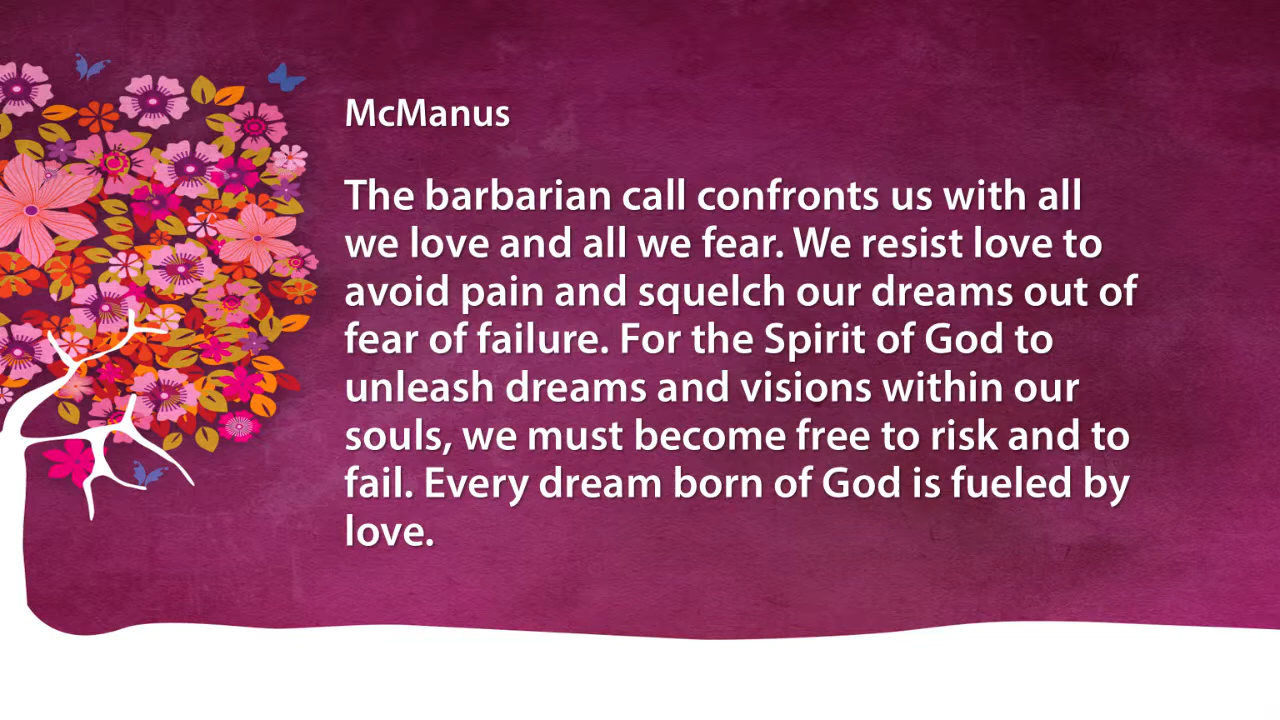 McManus
The barbarian call confronts us with all
we love and all we fear. We resist love to
avoid pain and squelch our dreams out of
fear of failure. For the Spirit of God to
unleash dreams and visions within our
souls, we must become free to risk and to
fail. Every dream born of God is fueled by
love.